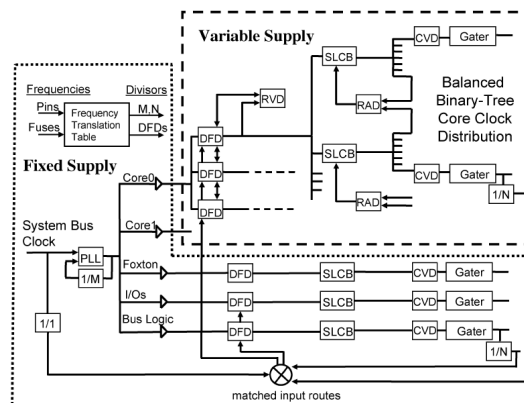 Variable Supply
CVD Gater
SLCB
Frequencies Divisors
Pins M,N
Fuses DFDs
Frequency
Translation
Table
RVD
RAD
Balanced
Binary-Tree
Core Clock
Distribution
DFD
Fixed Supply
SLCB
DFD
CVD Gater
Core0
1/N
DFD
RAD
System Bus
Clock
Core1
PLL
Foxton
1/M
DFD SLCB CVD Gater
I/Os
DFD SLCB CVD Gater
1/1
Bus Logic
DFD SLCB CVD Gater
1/N
matched input routes